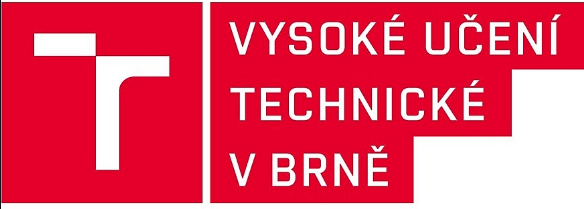 VYSOKÉ UČENÍ
TECHNICKÉ
V BRNĚ